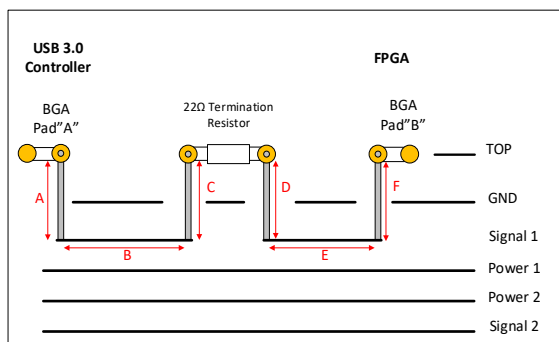 USB 3.0
Controller
FPGA
BGA
Pad"A"
22Ω Termination
Resistor
BGA
Pad"B"
TOP
A
C
D
F
GND
Signal 1
B
E
Power 1
Power 2
Signal 2